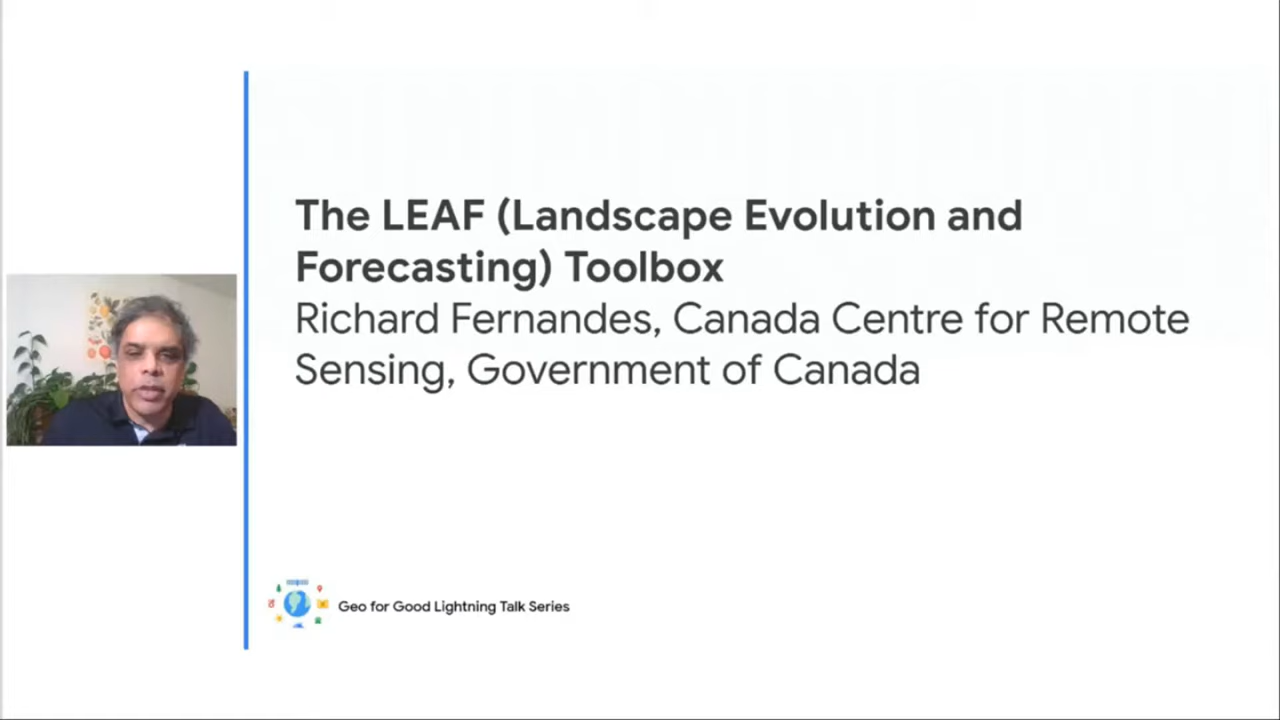 The LEAF (Landscape Evolution and
Forecasting) Toolbox
Richard Fernandes, Canada Centre for Remote
Sensing, Government of Canada
Geo for Good Lightning Talk Series